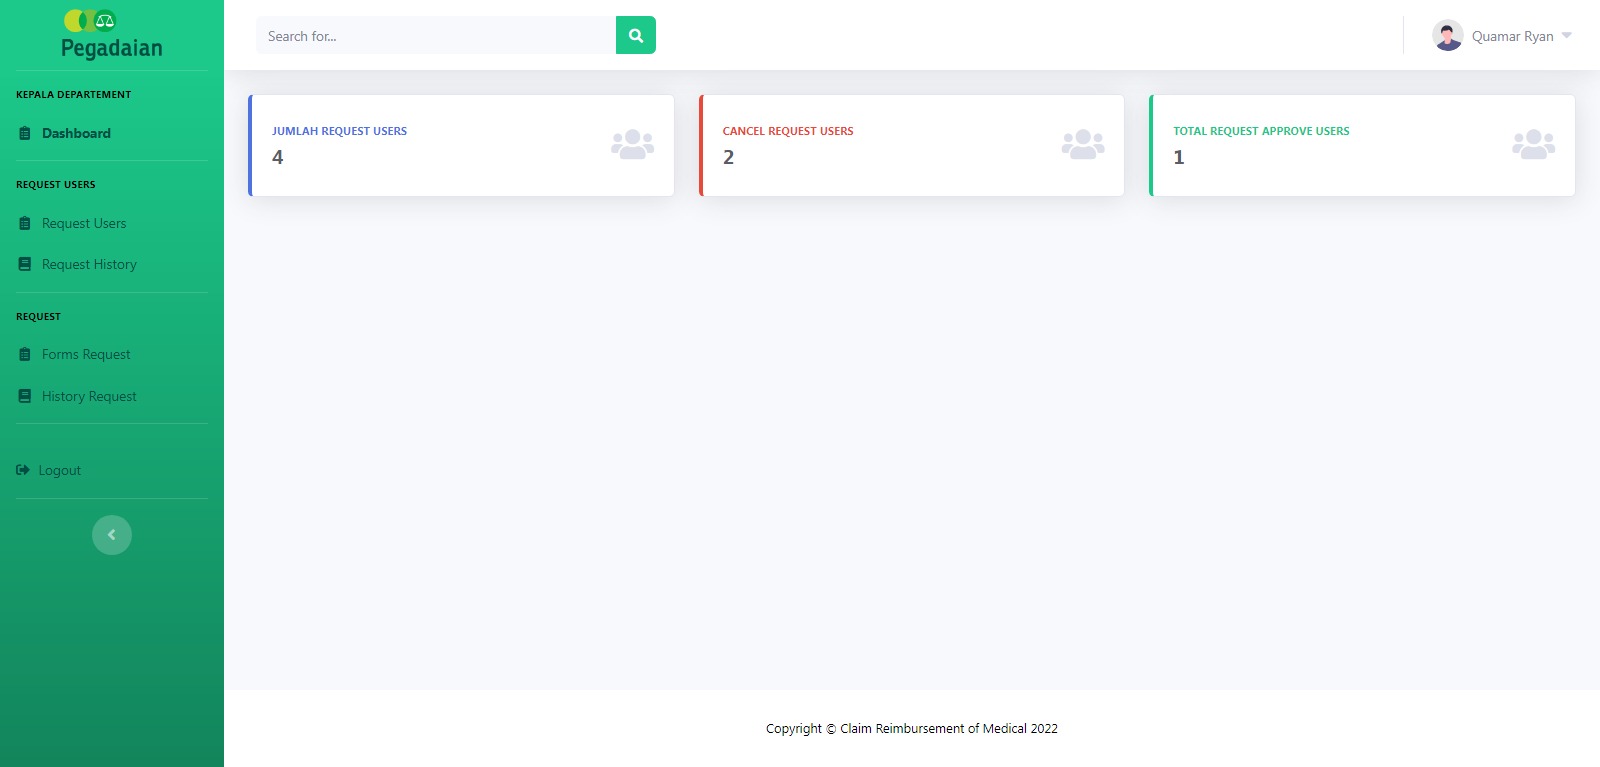 Pegadaian
Search for...
Quamar Ryan
KEPALA DEPARTEMENT
Dashboard
REQUEST USERS
Request Users
Request History
REQUEST
Forms Request
History Request
Logout
JUMLAH REQUEST USERS
4
CANCEL REQUEST USERS
2
TOTAL REQUEST APPROVE USERS
1
Copyright © Claim Reimbursement of Medical 2022